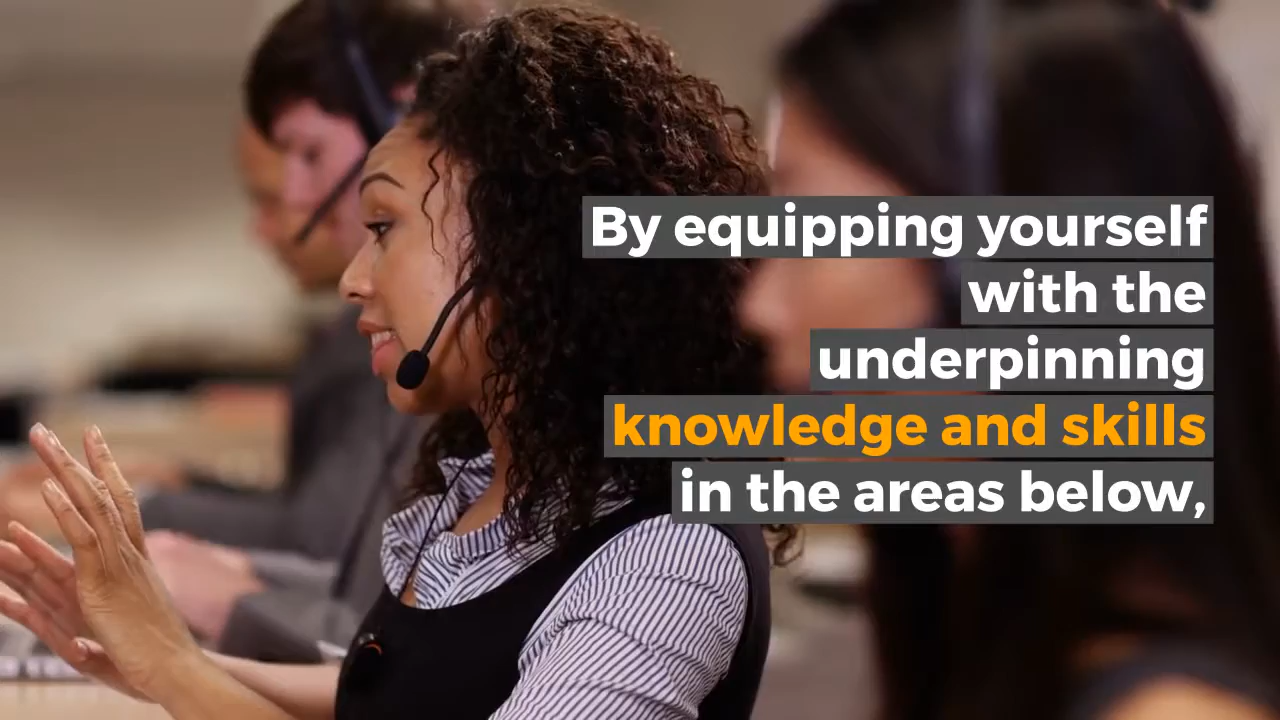 By equipping yourself
with the
underpinning
knowledge and skills
in the areas below,